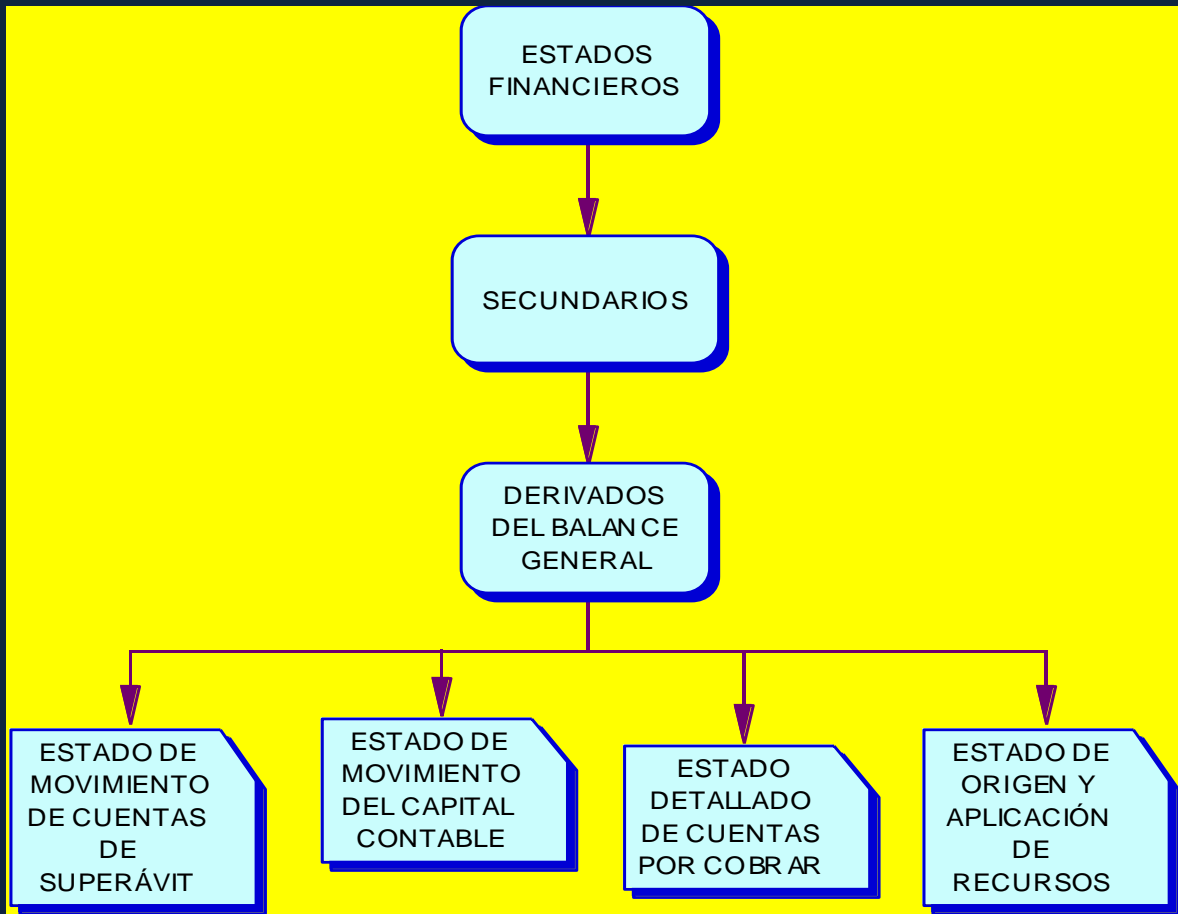 ESTADOS
FINANCIEROS
SECUNDARIOS
DERIVADOS
DEL BALANCE
GENERAL
ESTADO DE
MOVIMIENTO
DE CUENTAS
DE
SUPERÁVIT
ESTADO DE
MOVIMIENTO
DEL CAPITAL
CONTABLE
ESTADO
DETALLADO
DE CUENTAS
POR COBRAR
ESTADO DE
ORIGEN Y
APLICACIÓN
DE
RECURSOS